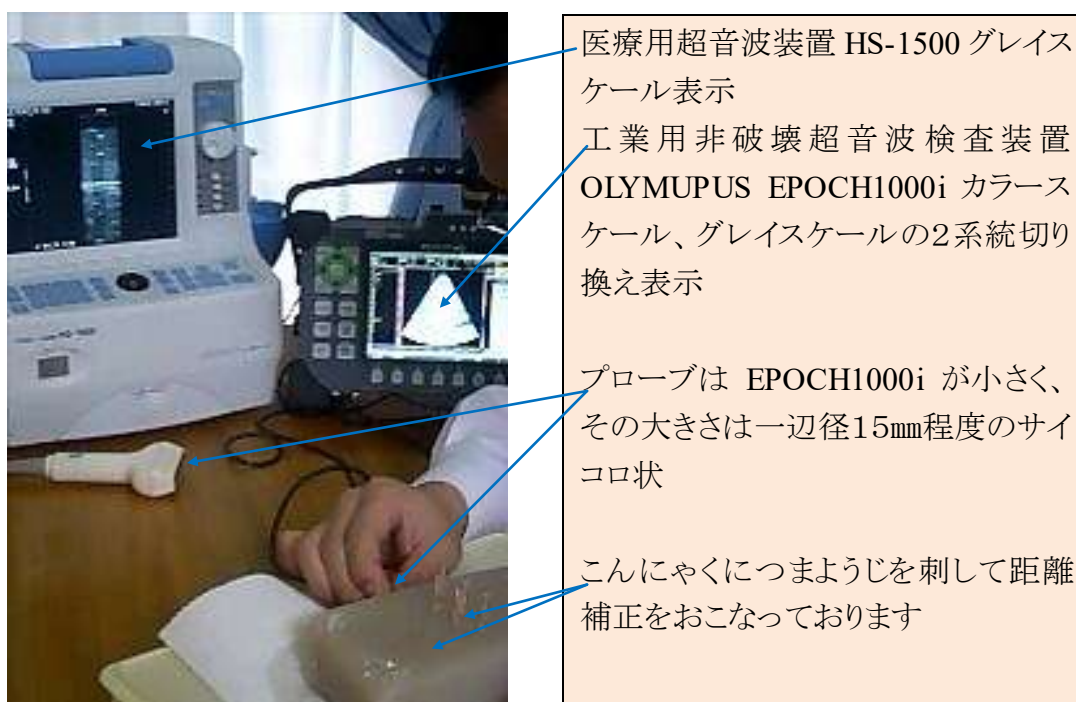 医療用超音波装置 HS-1500 グレイス
ケール表示
工業用非破壊超音波検査装置
OLYMUPUS EPOCH1000i カラース
ケール、グレイスケールの2系統切り
換え表示
プローブは EPOCH1000i が小さく、
その大きさは一辺径15㎜程度のサイ
コロ状
こんにゃくにつまようじを刺して距離
補正をおこなっております